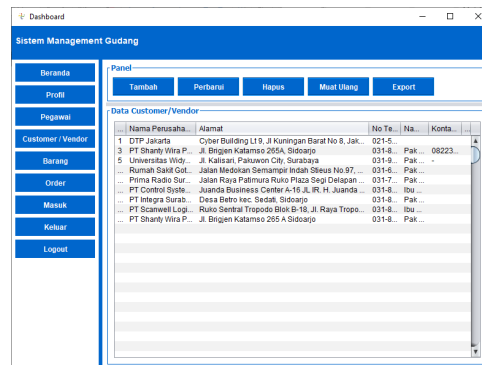 Dashboard
Sistem Management Gudang
Beranda
Profil
Pegawai
Customer / Vendor
Barang
Order
Masuk
Keluar
Logout
Panel
Tambah Perbarui Hapus Muat Ulang Export
Data Customer/Vendor
... Nama Perusaha... Alamat No Te... Na... Konta... ...
1 DTP Jakarta Cyber Building Lt 9, Jl Kuningan Barat No 8, Jak... 021-5...
3 PT Shanty Wira P... Jl. Brigjen Katamso 265A, Sidoarjo 031-8... Pak ... 08223...
5 Universitas Widy... Jl. Kalisari, Pakuwon City, Surabaya 031-9... Pak ... -
... Rumah Sakit Got... Jalan Medokan Semampir Indah No.97, ... 031-6... Pak ...
... Prima Radio Sur... Jalan Raya Patimura Ruko Plaza Segi Delapan ... 031-7... Pak ...
... PT Control Syste... Juanda Business Center A-16 JL IR. H. Juanda ... 031-8... Ibu ...
... PT Integra Surab... Desa Betro kec. Sedati, Sidoarjo 031-8... Pak ...
... PT Scanwell Logi... Ruko Sentral Tropodo Blok B-18, Jl. Raya Tropo... 031-8... Ibu ...
... PT Shanty Wira P... Jl. Brigjen Katamso 265 A Sidoarjo 031-8... Pak ...